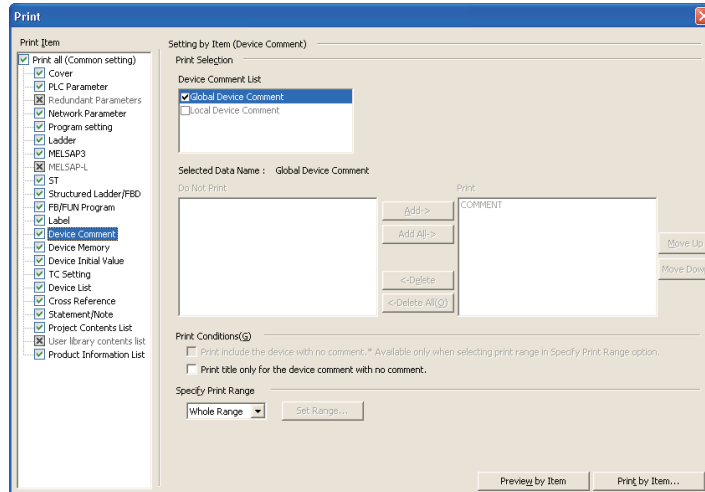 Print
Print Item
Print all (Common setting)
Cover
PLC Parameter
Redundant Parameters
Network Parameter
Program setting
Ladder
MELSAP3
MELSAP-L
ST
Structured Ladder/FBD
FB/FUN Program
Label
Device Comment
Device Memory
Device Initial Value
TC Setting
Device List
Cross Reference
Statement/Note
Project Contents List
User library contents list
Product Information List
Setting by Item (Device Comment)
Print Selection
Device Comment List
Global Device Comment
Local Device Comment
Selected Data Name : Global Device Comment
Do Not Print
Print
COMMENT
Add->
Add All->
<-Delete
<-Delete All(O)
Move Up
Move Down
Print Conditions(G)
Print include the device with no comment.* Available only when selecting print range in Specify Print Range option.
Print title only for the device comment with no comment.
Specify Print Range
Whole Range
Set Range...
Preview by Item
Print by Item...